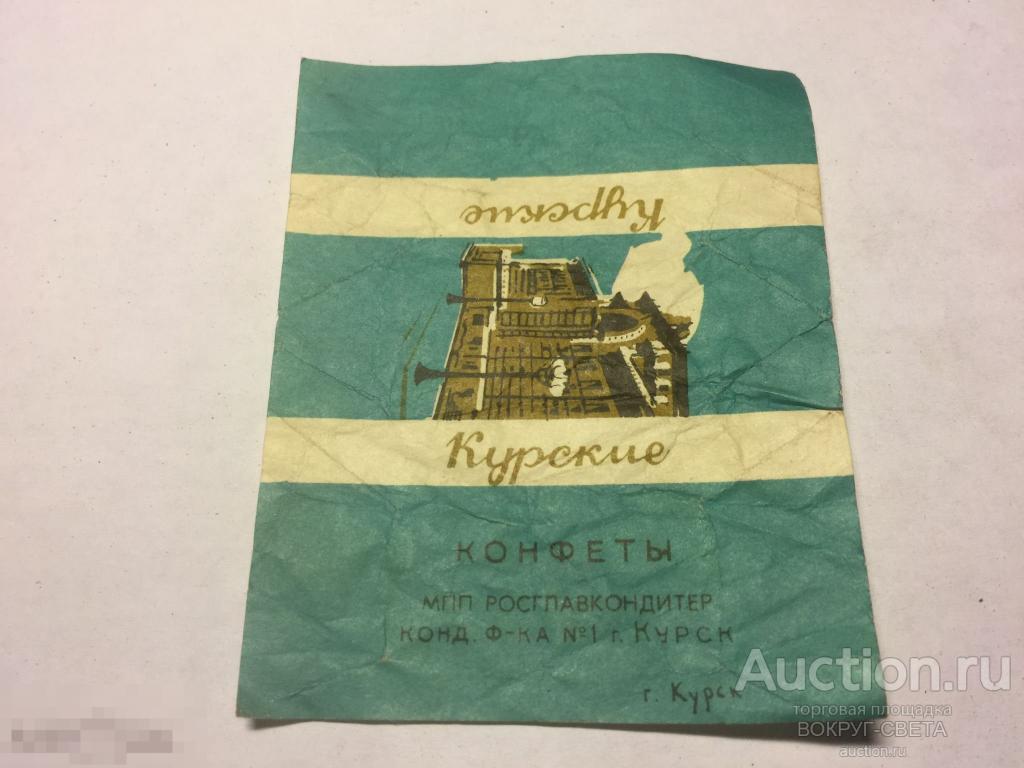 Курские
Курские
КОНФЕТЫ
МПП РОСГЛАВКОНДИТЕР
КОНД. Ф-КА №1 г. КУРСК
г. Курск
Auction.ru
торговая площадка
ВОКРУГ-СВЕТА
auction.ru